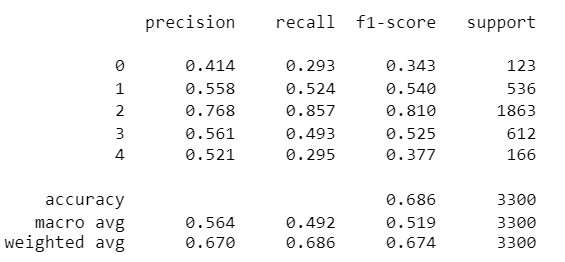 precision recall f1-score support
0 0.414 0.293 0.343 123
1 0.558 0.524 0.540 536
2 0.768 0.857 0.810 1863
3 0.561 0.493 0.525 612
4 0.521 0.295 0.377 166
accuracy 0.686 3300
macro avg 0.564 0.492 0.519 3300
weighted avg 0.670 0.686 0.674 3300